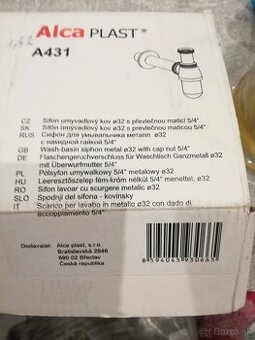 Alca PLAST®
A431
CZ Sifon umyvadlový kov ø32 s převlečnou maticí 5/4"
SK Sifón umývadlový kov ø32 s prevlečnou maticou 5/4"
RUS Сифон для умывальника металл ø32
с накидной гайкой 5/4"
GB Wash-basin siphon metal ø32 with cap nut 5/4"
DE Flaschengeruchverschluss für Waschtisch Ganzmetall ø32
mit Überwurfmutter 5/4"
PL Półsyfon umywalkowy 5/4" metalowy ø32
HU Leeresztőszelep fém-króm nélkül 5/4" menettel, ø32
RO Sifon lavoar cu scurgere metalic ø32
SLO Spodnji del sifona - kovinsky
IT Scarico per lavabo in metallo ø32 con dado di
accoppiamento 5/4"
Dodavatel: Alca plast, s.r.o.
Bratislavská 2846
690 02 Břeclav
Česká republika
8594045930665